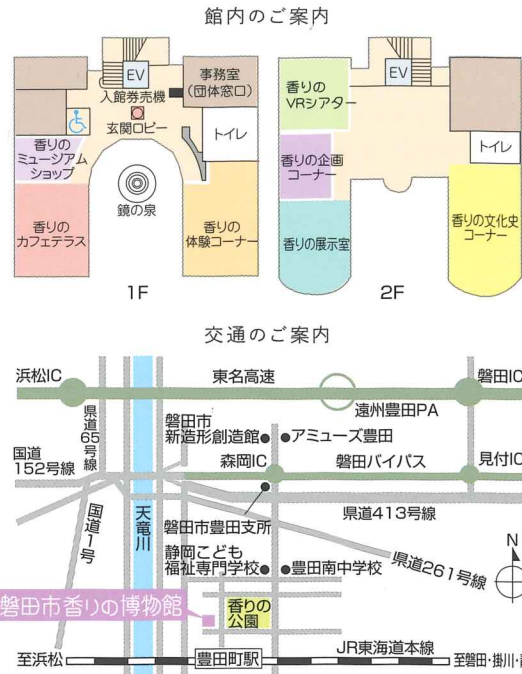 館内のご案内
EV
入館券売機
事務室
(団体窓口)
玄関ロビー
トイレ
香りの
ミュージアム
ショップ
香りの
カフェテラス
鏡の泉
香りの
体験コーナー
1F
EV
香りの
VRシアター
トイレ
香りの企画
コーナー
香りの展示室
香りの文化史
コーナー
2F
交通のご案内
浜松IC
東名高速
磐田IC
遠州豊田PA
県道65号線
磐田市
新造形創造館
アミューズ豊田
国道
152号線
森岡IC
磐田バイパス
見付IC
国道1号
天竜川
磐田市豊田支所
県道413号線
静岡こども
福祉専門学校
豊田南中学校
県道261号線
N
磐田市香りの博物館
香りの
公園
至浜松
豊田町駅
JR東海道本線
至磐田・掛川・